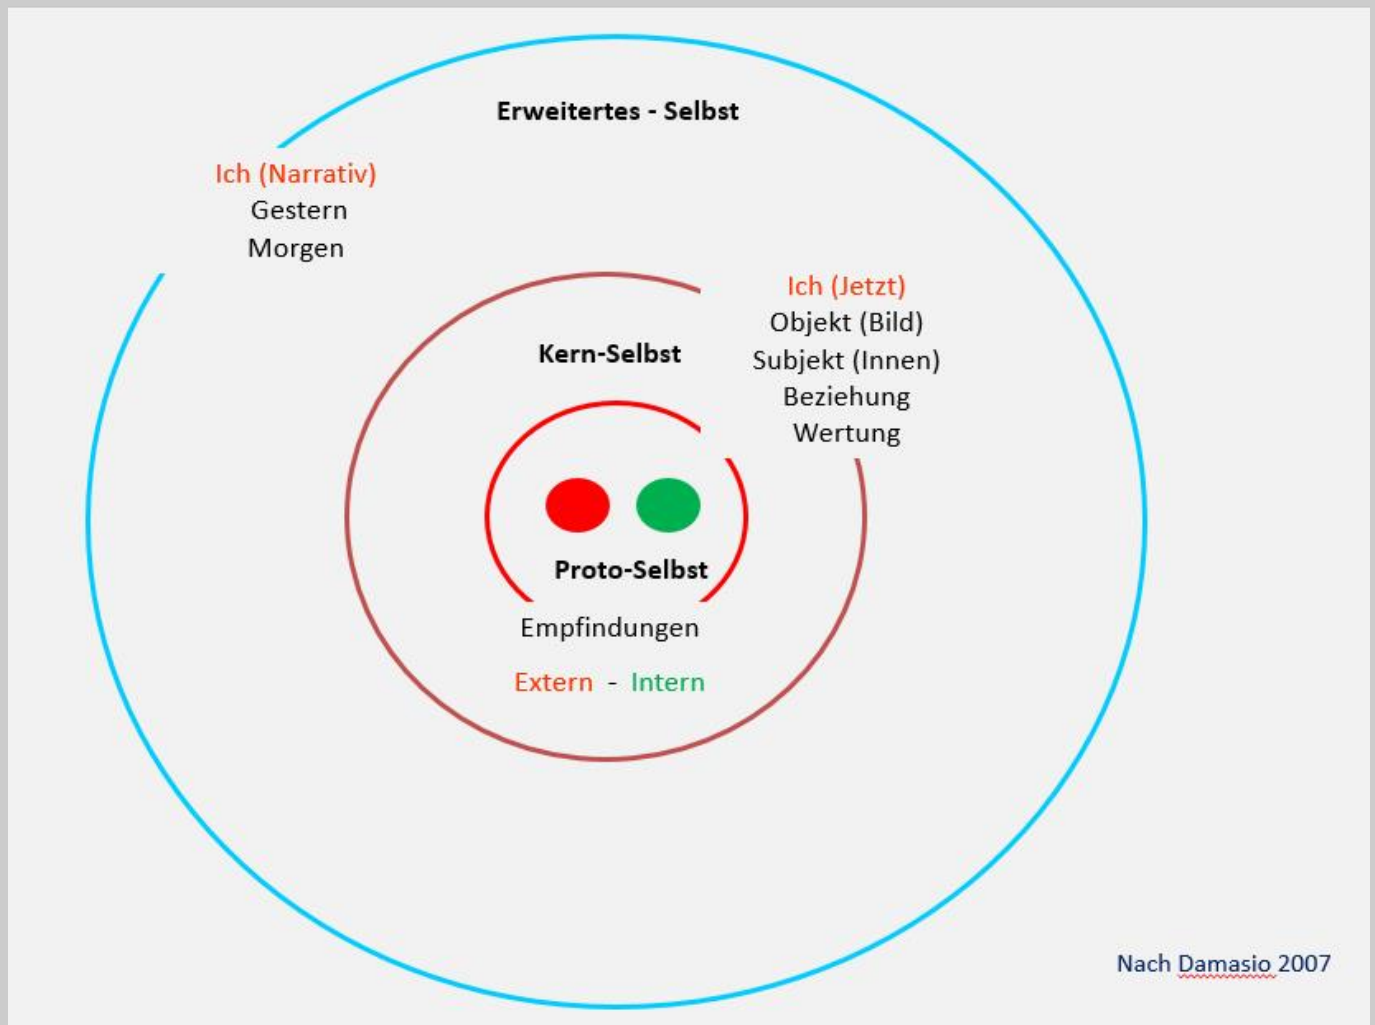 Erweitertes - Selbst
Ich (Narrativ)
Gestern
Morgen
Ich (Jetzt)
Objekt (Bild)
Subjekt (Innen)
Beziehung
Wertung
Kern-Selbst
Proto-Selbst
Empfindungen
Extern - Intern
Nach Damasio 2007